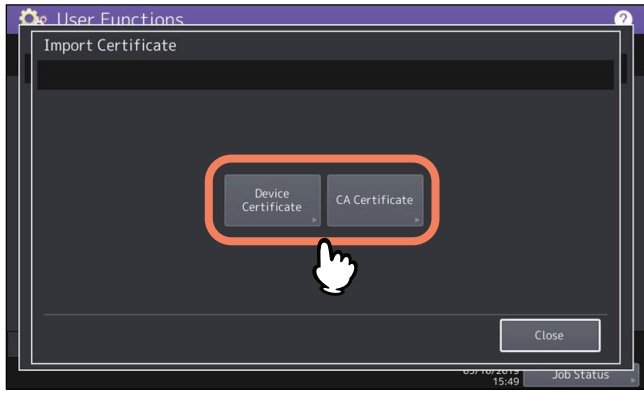 User Functions
?
Import Certificate
Device
Certificate
CA Certificate
Close
15:49
Job Status